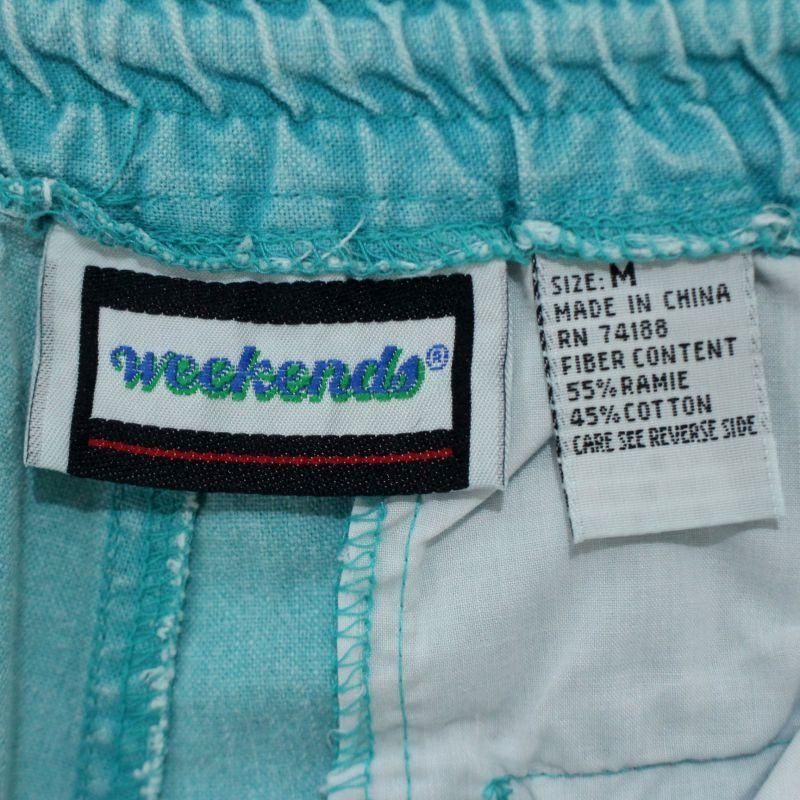 weekends®
SIZE: M
MADE IN CHINA
RN 74188
FIBER CONTENT
55% RAMIE
45% COTTON
CARE SEE REVERSE SIDE